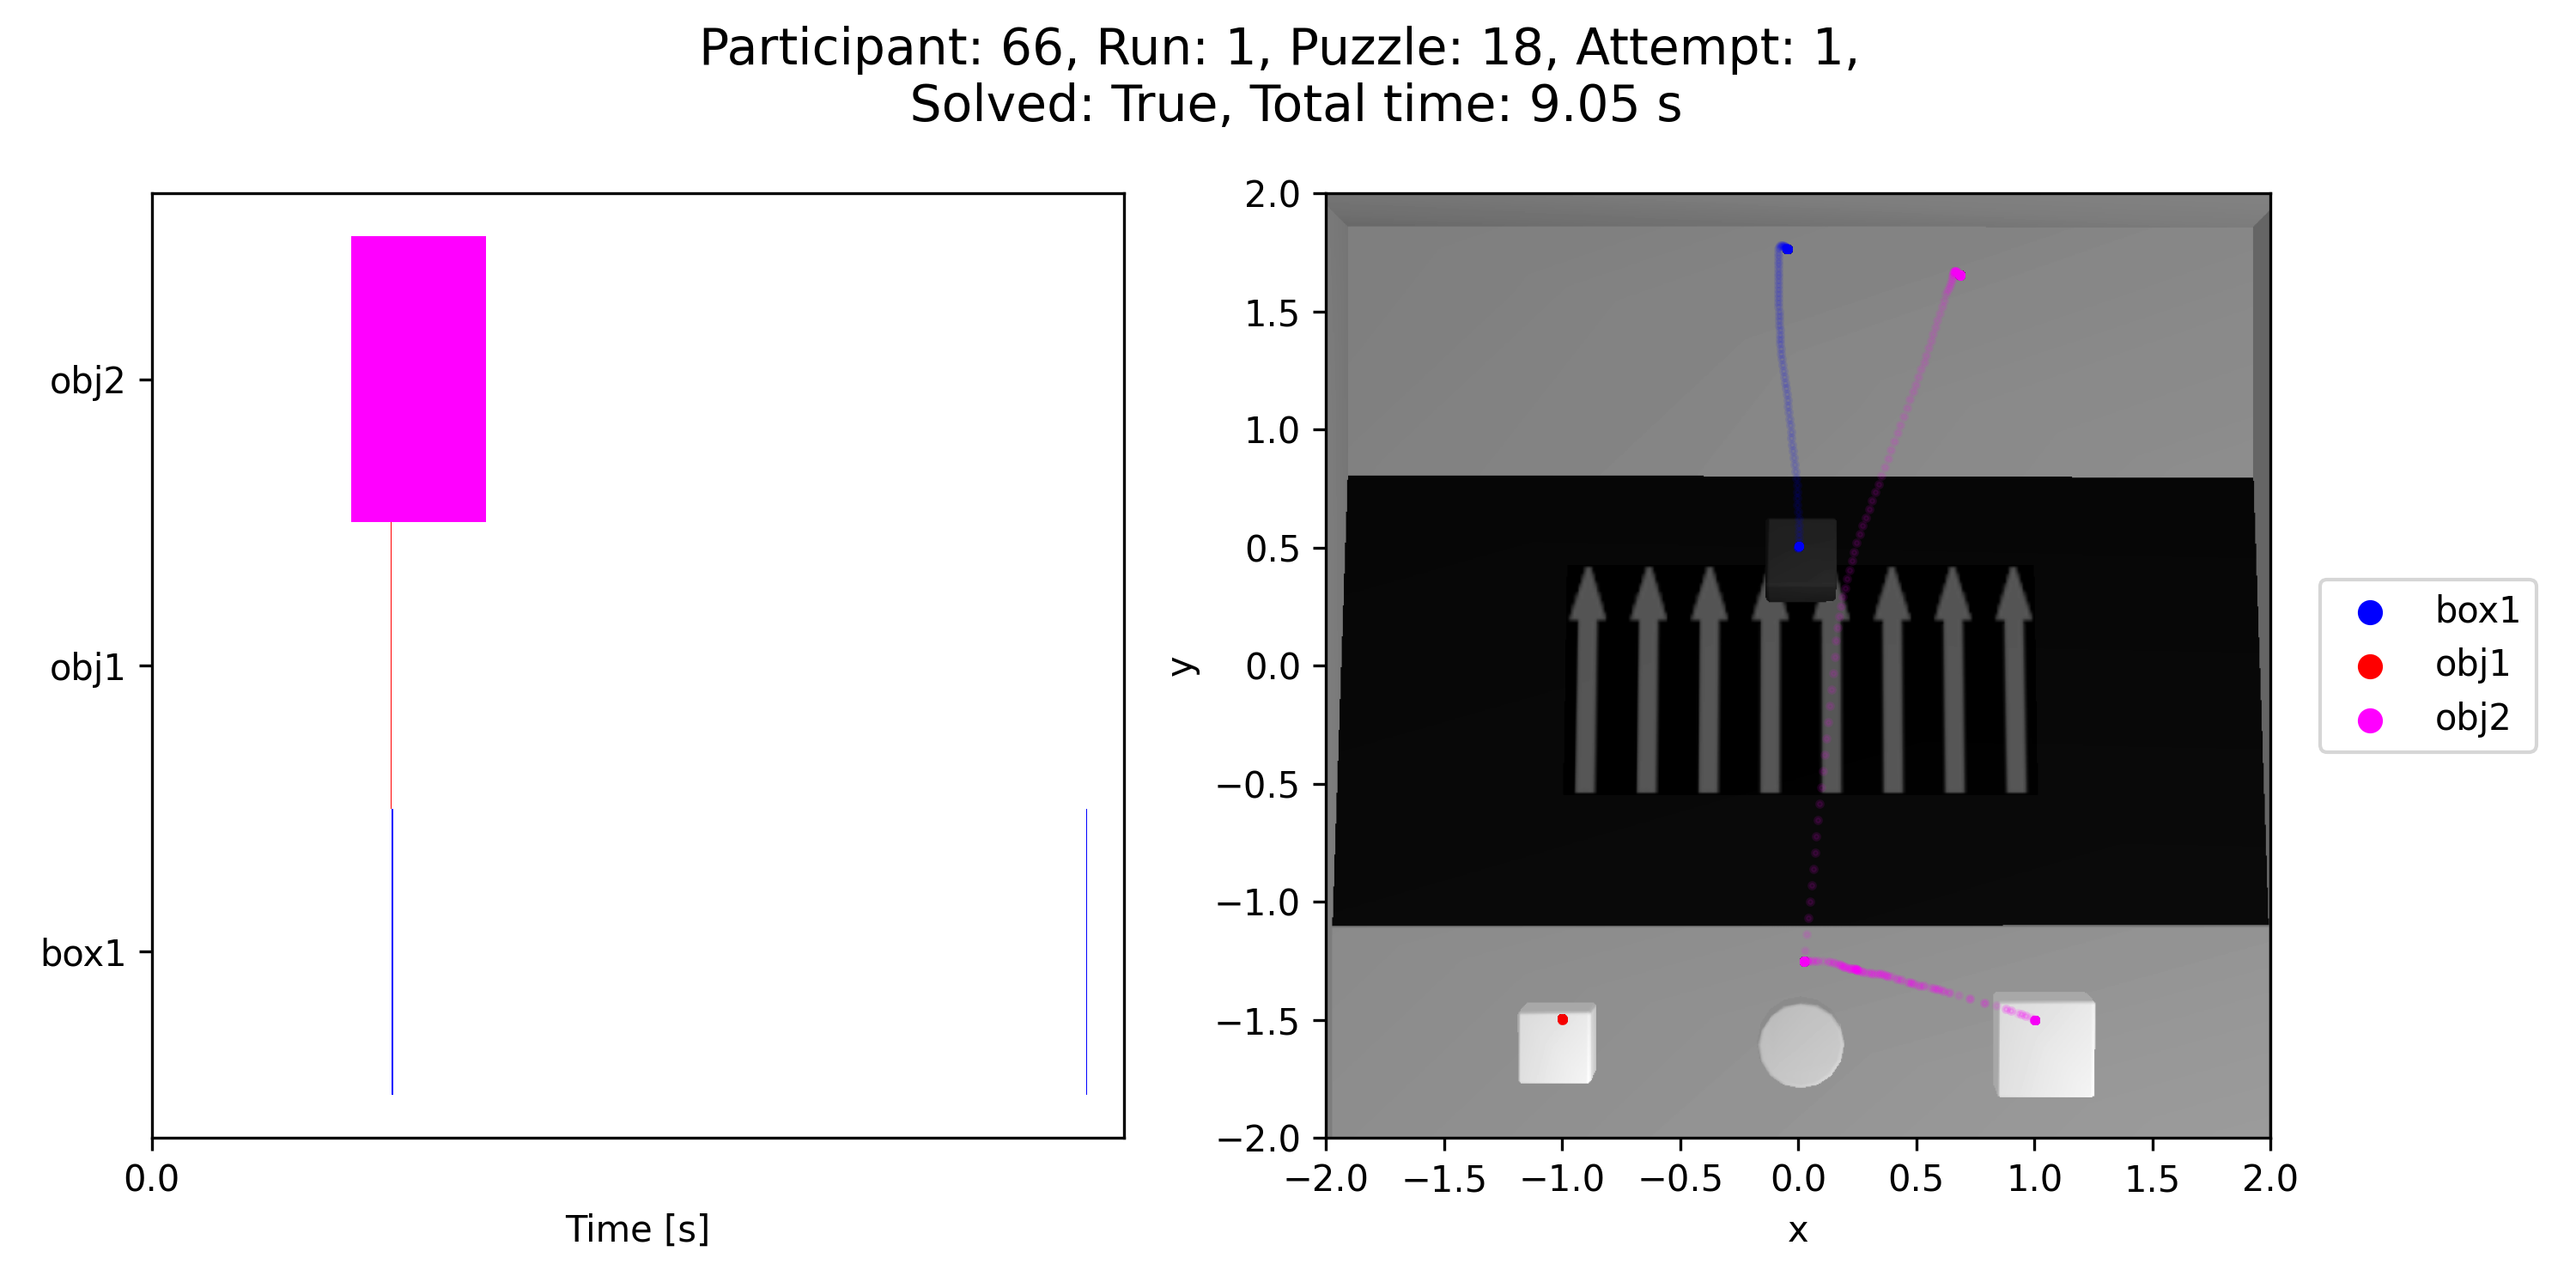 Participant: 66, Run: 1, Puzzle: 18, Attempt: 1,
Solved: True, Total time: 9.05 s
obj2
obj1
box1
0.0
Time [s]
2.0
1.5
1.0
0.5
0.0
−0.5
−1.0
−1.5
−2.0
y
−2.0 −1.5 −1.0 −0.5 0.0 0.5 1.0 1.5 2.0
x
box1
obj1
obj2